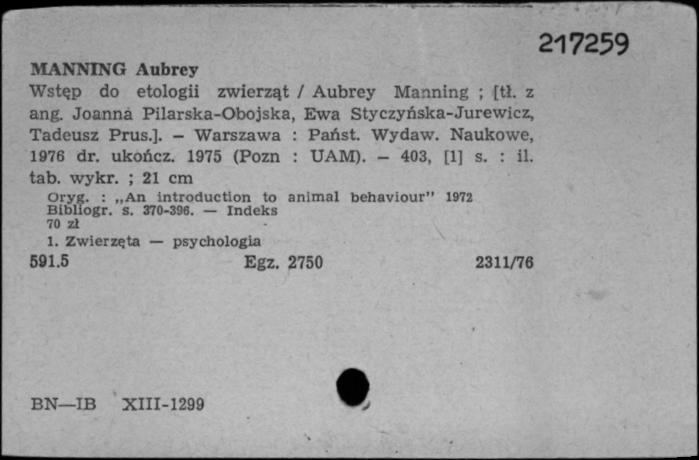 217259
MANNING Aubrey
Wstęp do etologii zwierząt / Aubrey Manning ; [tł. z
ang. Joanna Pilarska-Obojska, Ewa Styczyńska-Jurewicz,
Tadeusz Prus.]. — Warszawa : Państ. Wydaw. Naukowe,
1976 dr. ukończ. 1975 (Pozn : UAM). — 403, [1] s. : il.
tab. wykr. ; 21 cm
Oryg. : „An introduction to animal behaviour" 1972
Bibliogr. s. 370-396. — Indeks
70 zł
1. Zwierzęta — psychologia
591.5 Egz. 2750 2311/76
BN—IB XIII-1299